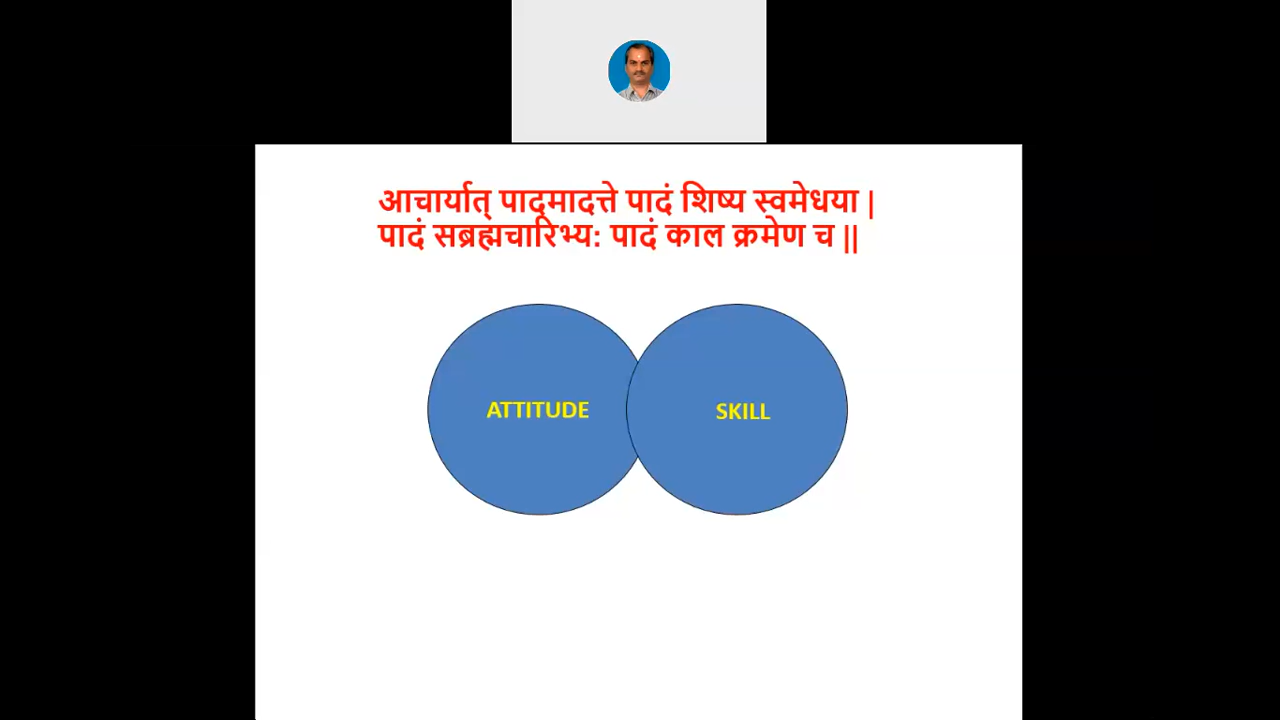 आचार्यात् पादमादत्ते पादं शिष्य स्वमेधया |
पादं सब्रह्मचारिभ्य: पादं काल क्रमेण च ||
ATTITUDE
SKILL